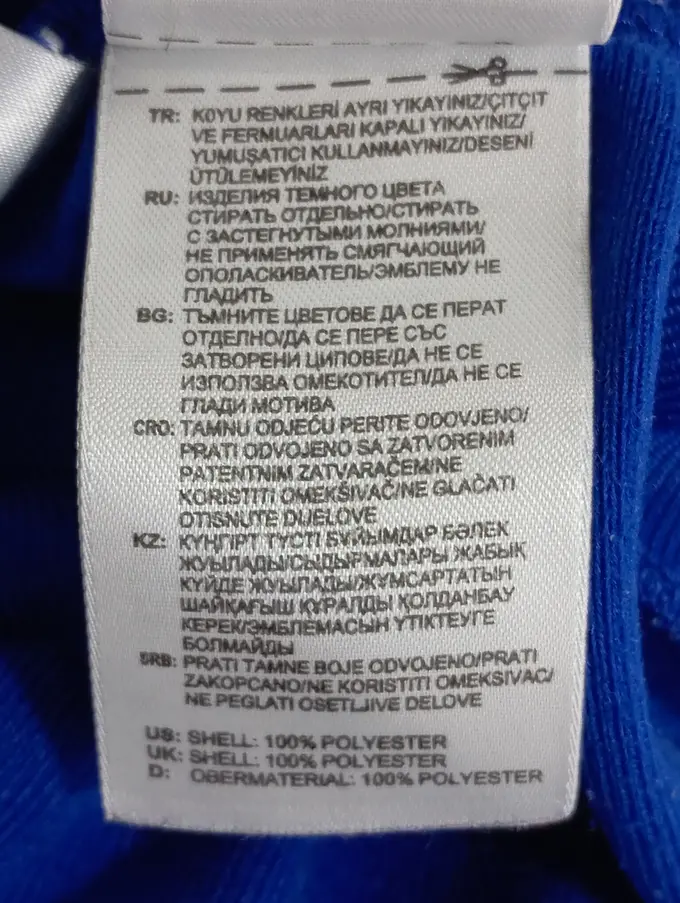 TR: KOYU RENKLERİ AYRI YIKAYINIZ/ÇITÇIT
VE FERMUARLARI KAPALI YIKAYINIZ/
YUMUŞATICI KULLANMAYINIZ/DESENİ
ÜTÜLEMEYİNİZ
RU: ИЗДЕЛИЯ ТЕМНОГО ЦВЕТА
СТИРАТЬ ОТДЕЛЬНО/СТИРАТЬ
С ЗАСТЕГНУТЫМИ МОЛНИЯМИ/
НЕ ПРИМЕНЯТЬ СМЯГЧАЮЩИЙ
ОПОЛАСКИВАТЕЛЬ/ЭМБЛЕМУ НЕ
ГЛАДИТЬ
BG: ТЪМНИТЕ ЦВЕТОВЕ ДА СЕ ПЕРАТ
ОТДЕЛНО/ДА СЕ ПЕРЕ СЪС
ЗАТВОРЕНИ ЦИПОВЕ/ДА НЕ СЕ
ИЗПОЛЗВА ОМЕКОТИТЕЛ/ДА НЕ СЕ
ГЛАДИ МОТИВА
CRO: TAMNU ODJEĆU PERITE ODOVJENO/
PRATI ODVOJENO SA ZATVORENIM
PATENTNIM ZATVARAČEM/NE
KORISTITI OMEKŠIVAČ/NE GLAČATI
OTISNUTE DIJELOVE
KZ: КҮҢГІРТ ТҮСТІ БҰЙЫМДАР БӨЛЕК
ЖУЫЛАДЫ/СЫДЫРМАЛАРЫ ЖАБЫҚ
КҮЙДЕ ЖУЫЛАДЫ/ЖҰМСАРТАТЫН
ШАЙҚАҒЫШ ҚҰРАЛДЫ ҚОЛДАНБАУ
КЕРЕК/ЭМБЛЕМАСЫН ҮТІКТЕУГЕ
БОЛМАЙДЫ
SRB: PRATI TAMNE BOJE ODVOJENO/PRATI
ZAKOPCANO/NE KORISTITI OMEKSIVAC/
NE PEGLATI OSETLJIVE DELOVE
US: SHELL: 100% POLYESTER
UK: SHELL: 100% POLYESTER
D: OBERMATERIAL: 100% POLYESTER